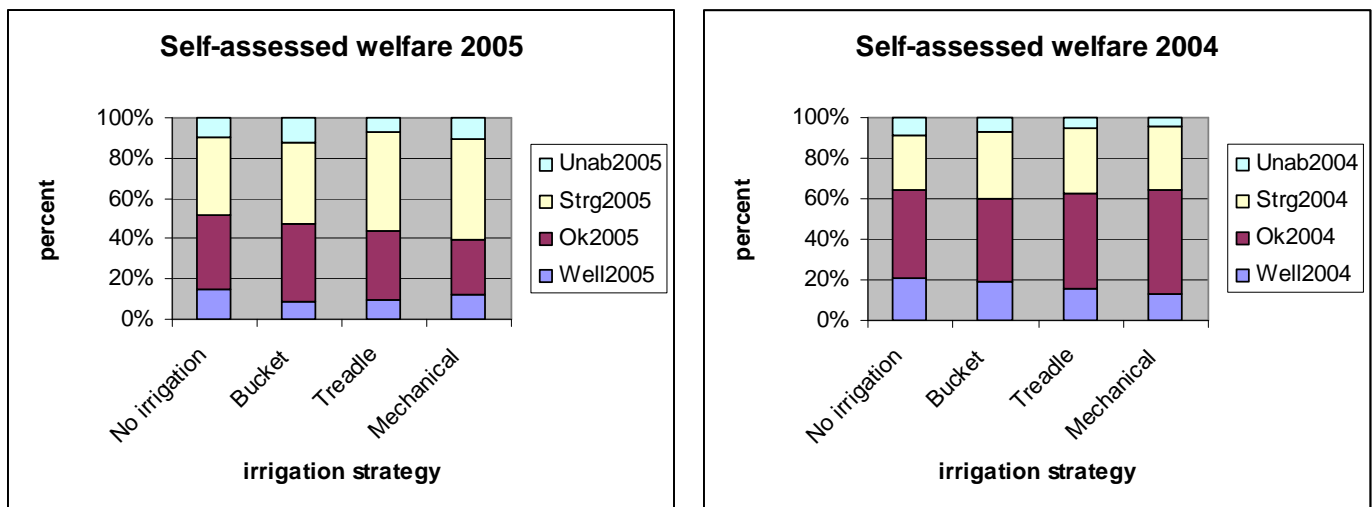 Self-assessed welfare 2005
100%
80%
60%
40%
20%
0%
percent
No irrigation
Bucket
Treadle
Mechanical
irrigation strategy
Unab2005
Strg2005
Ok2005
Well2005
Self-assessed welfare 2004
100%
80%
60%
40%
20%
0%
percent
No irrigation
Bucket
Treadle
Mechanical
irrigation strategy
Unab2004
Strg2004
Ok2004
Well2004